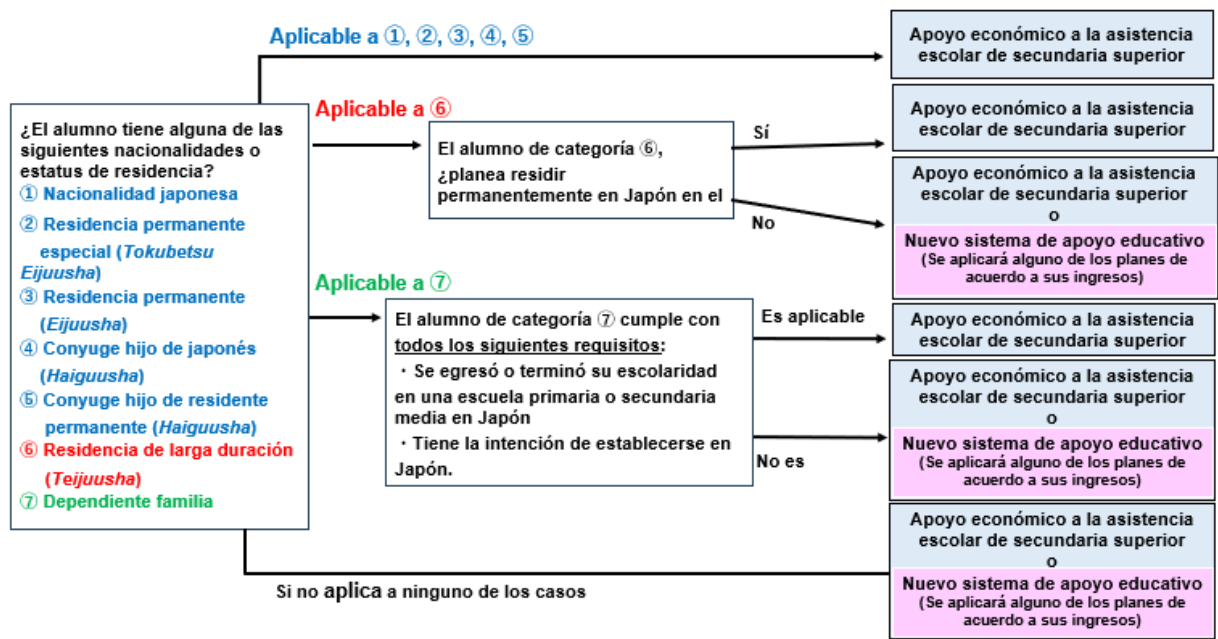 Aplicable a ①, ②, ③, ④, ⑤
Apoyo económico a la asistencia
escolar de secundaria superior
¿El alumno tiene alguna de las
siguientes nacionalidades o
estatus de residencia?
① Nacionalidad japonesa
② Residencia permanente
especial (Tokubetsu
Eijuusha)
③ Residencia permanente
(Eijuusha)
④ Conyuge hijo de japonés
(Haiguusha)
⑤ Conyuge hijo de residente
permanente (Haiguusha)
⑥ Residencia de larga duración
(Teijuusha)
⑦ Dependiente familia
Aplicable a ⑥
El alumno de categoría ⑥,
¿planea residir
permanentemente en Japón en el
Sí
Apoyo económico a la asistencia
escolar de secundaria superior
No
Apoyo económico a la asistencia
escolar de secundaria superior
o
Nuevo sistema de apoyo educativo
(Se aplicará alguno de los planes de
acuerdo a sus ingresos)
Aplicable a ⑦
El alumno de categoría ⑦ cumple con
todos los siguientes requisitos:
・Se egresó o terminó su escolaridad
en una escuela primaria o secundaria
media en Japón
・Tiene la intención de establecerse en
Japón.
Es aplicable
Apoyo económico a la asistencia
escolar de secundaria superior
No es
Apoyo económico a la asistencia
escolar de secundaria superior
o
Nuevo sistema de apoyo educativo
(Se aplicará alguno de los planes de
acuerdo a sus ingresos)
Si no aplica a ninguno de los casos
Apoyo económico a la asistencia
escolar de secundaria superior
o
Nuevo sistema de apoyo educativo
(Se aplicará alguno de los planes de
acuerdo a sus ingresos)